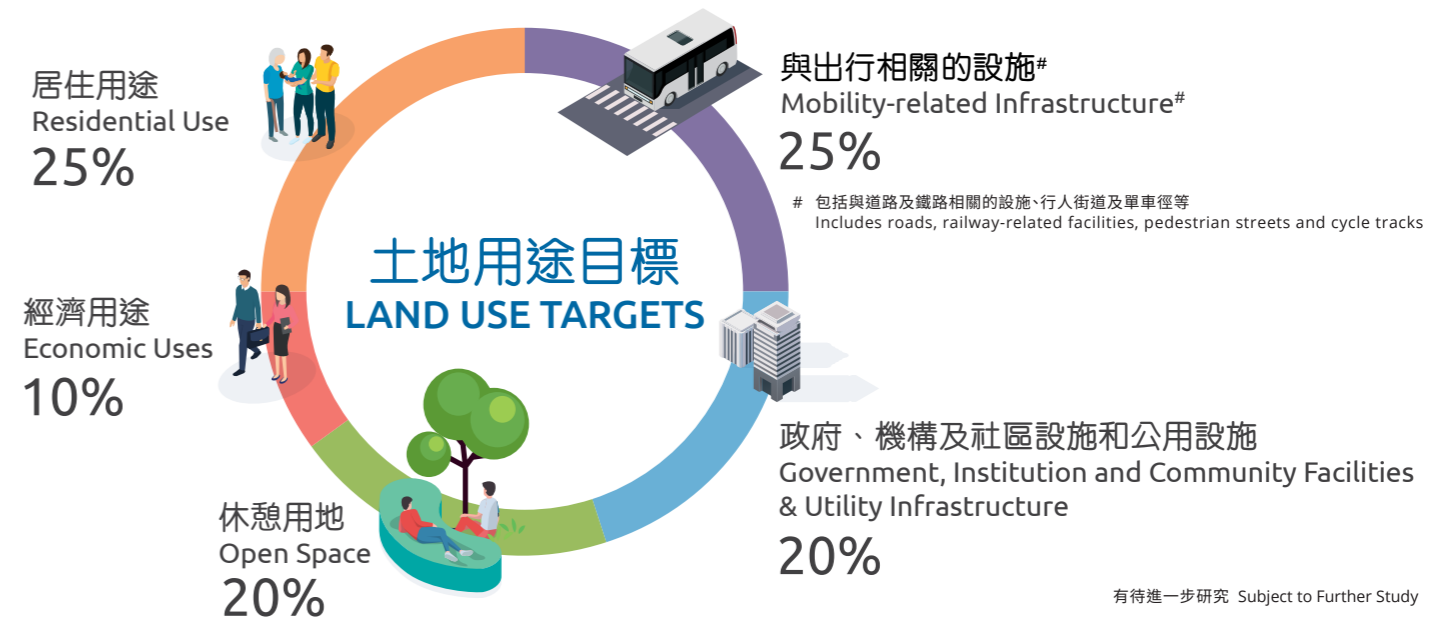 土地用途目標
LAND USE TARGETS
與出行相關的設施#
Mobility-related Infrastructure#
25%
# 包括與道路及鐵路相關的設施、行人街道及單車徑等
Includes roads, railway-related facilities, pedestrian streets and cycle tracks
政府、機構及社區設施和公用設施
Government, Institution and Community Facilities
& Utility Infrastructure
20%
休憩用地
Open Space
20%
經濟用途
Economic Uses
10%
居住用途
Residential Use
25%
有待進一步研究 Subject to Further Study